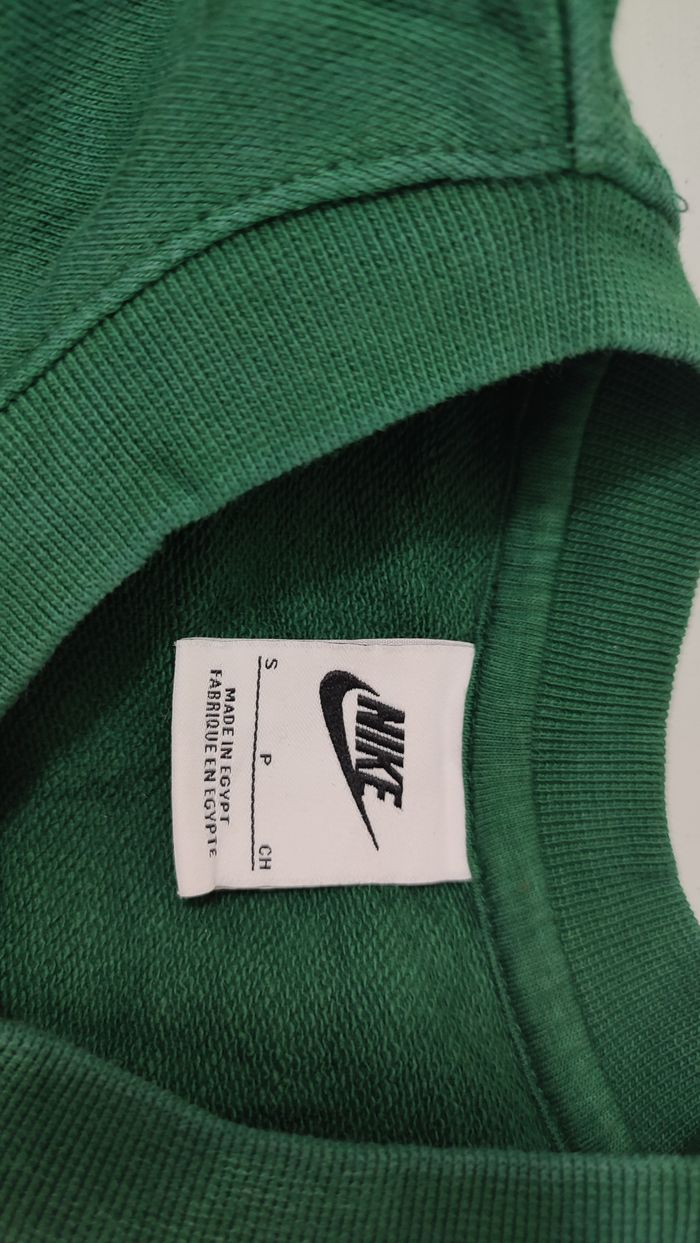 NIKE
S P CH
MADE IN EGYPT
FABRIQUE EN EGYPTE